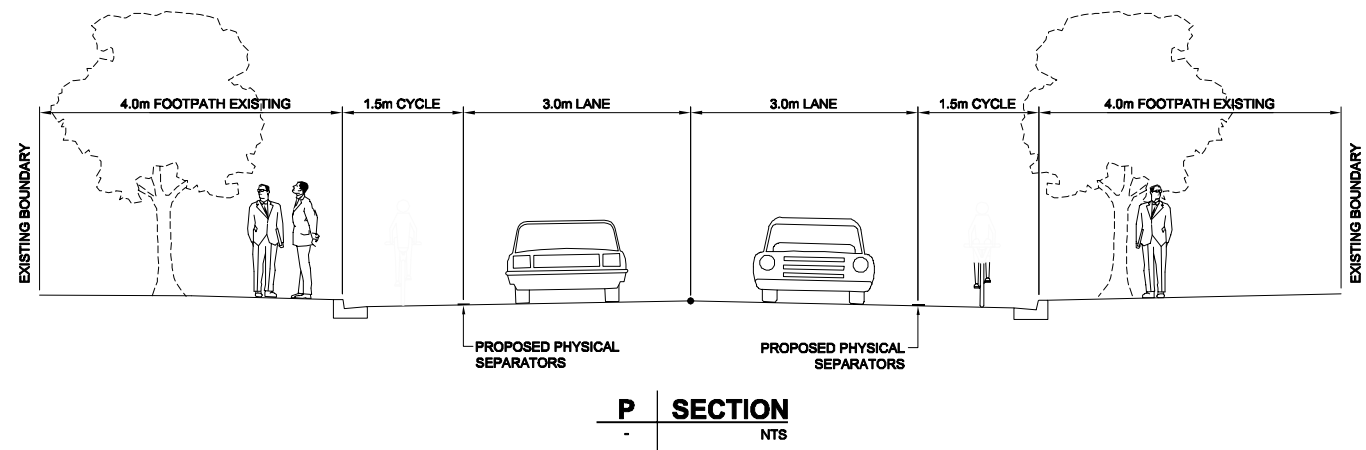 4.0m FOOTPATH EXISTING
1.5m CYCLE
3.0m LANE
3.0m LANE
1.5m CYCLE
4.0m FOOTPATH EXISTING
EXISTING BOUNDARY
EXISTING BOUNDARY
PROPOSED PHYSICAL
SEPARATORS
PROPOSED PHYSICAL
SEPARATORS
P SECTION
- NTS